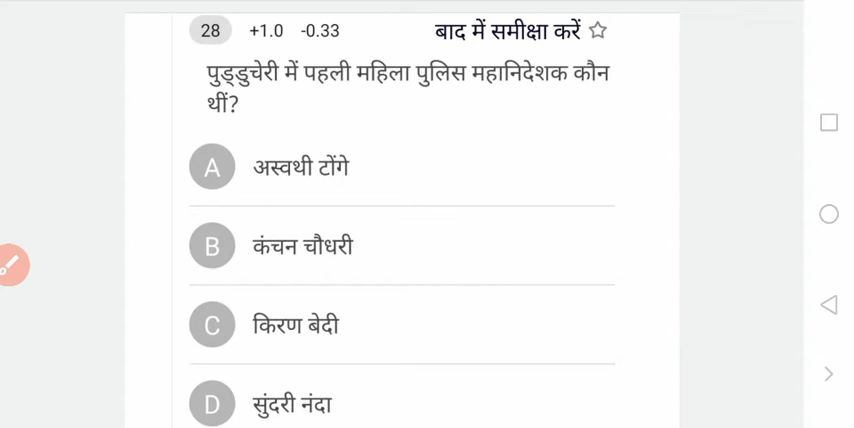 28 +1.0 -0.33 बाद में समीक्षा करें
पुड्डुचेरी में पहली महिला पुलिस महानिदेशक कौन
थीं?
A अस्वथी टोंगे
B कंचन चौधरी
C किरण बेदी
D सुंदरी नंदा